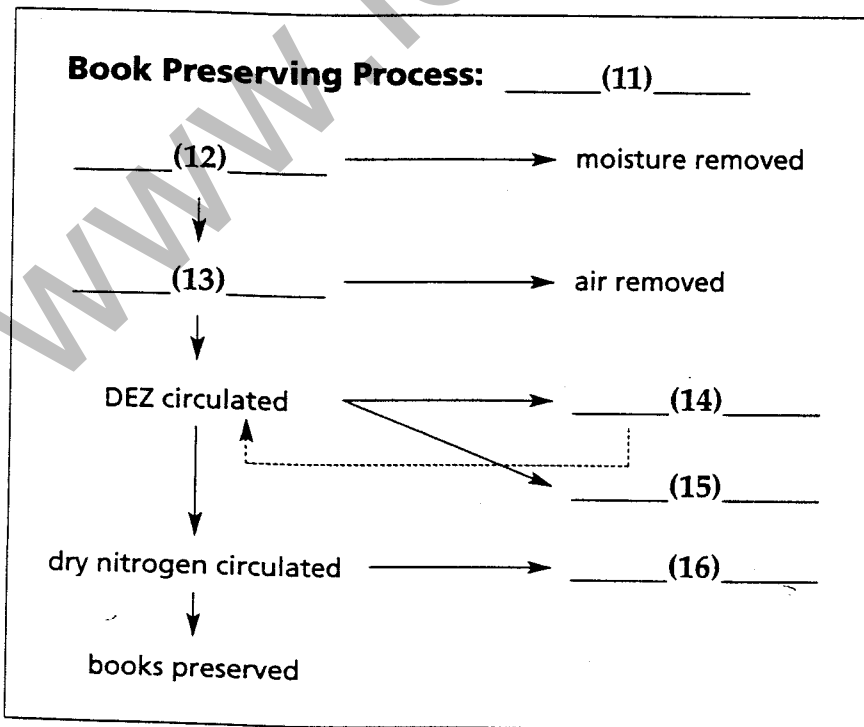 www.
Book Preserving Process: ______(11)______
______(12)______ moisture removed
______(13)______ air removed
DEZ circulated ______(14)______
______(15)______
dry nitrogen circulated ______(16)______
books preserved